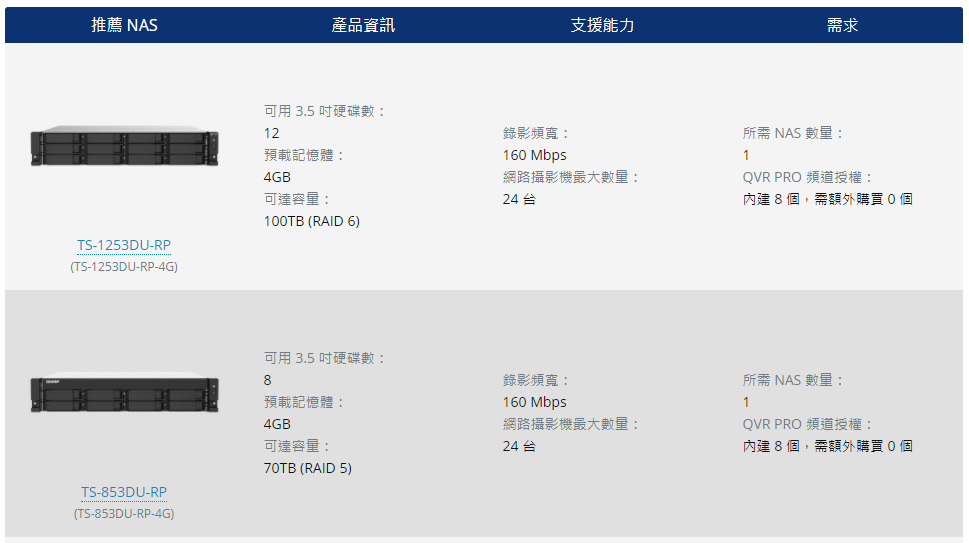 推薦 NAS
產品資訊
支援能力
需求
可用 3.5 吋硬碟數：
12
預載記憶體：
4GB
可達容量：
100TB (RAID 6)
錄影頻寬：
160 Mbps
網路攝影機最大數量：
24 台
所需 NAS 數量：
1
QVR PRO 頻道授權：
內建 8 個，需額外購買 0 個
TS-1253DU-RP
(TS-1253DU-RP-4G)
可用 3.5 吋硬碟數：
8
預載記憶體：
4GB
可達容量：
70TB (RAID 5)
錄影頻寬：
160 Mbps
網路攝影機最大數量：
24 台
所需 NAS 數量：
1
QVR PRO 頻道授權：
內建 8 個，需額外購買 0 個
TS-853DU-RP
(TS-853DU-RP-4G)